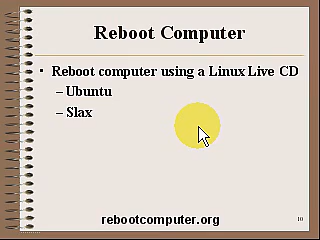 Reboot Computer
• Reboot computer using a Linux Live CD
– Ubuntu
– Slax
rebootcomputer.org
10